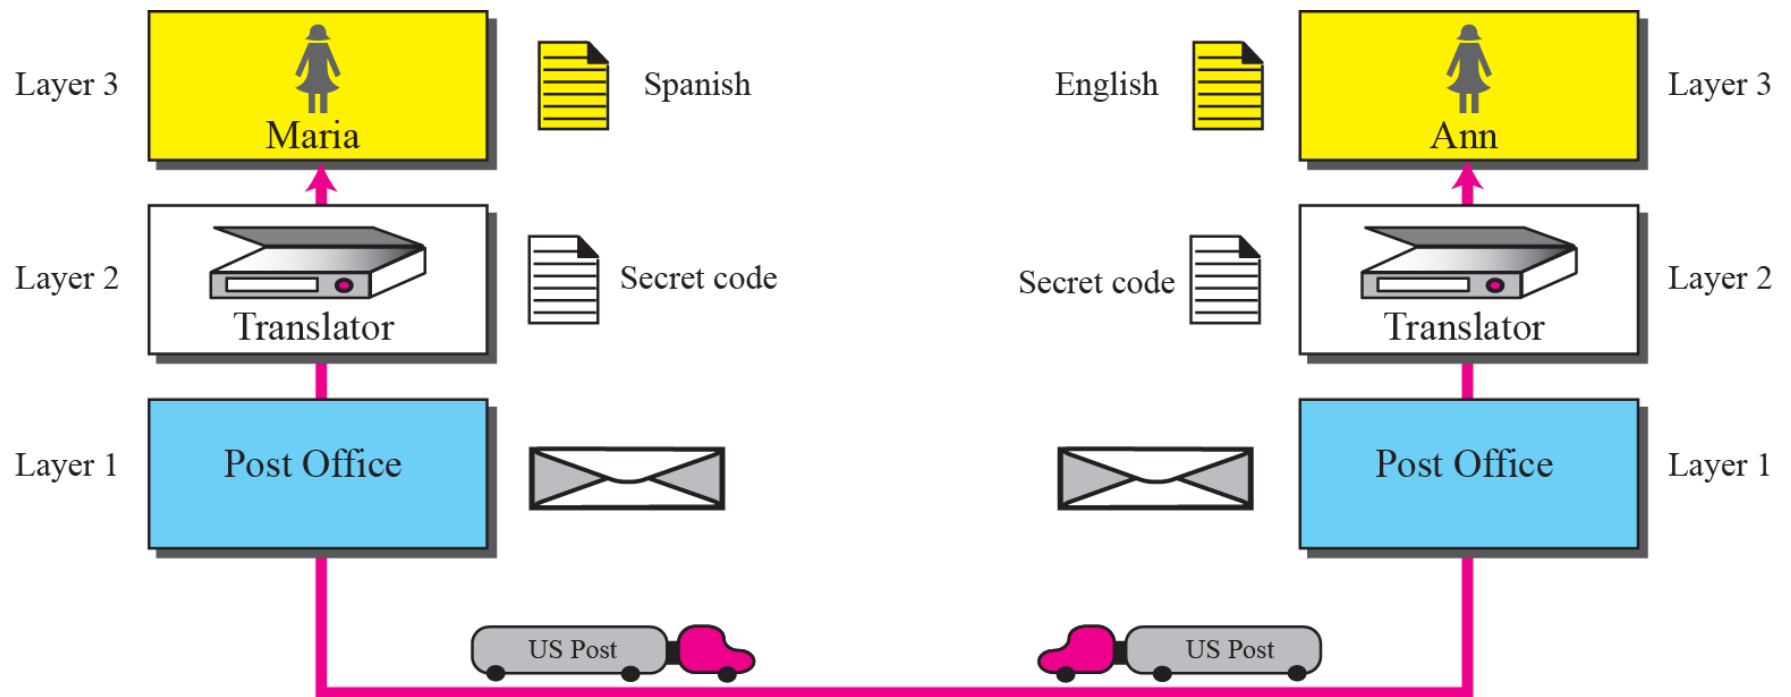 Layer 3
Maria
Spanish
English
Ann
Layer 3
Layer 2
Translator
Secret code
Secret code
Translator
Layer 2
Layer 1
Post Office
Post Office
Layer 1
US Post
US Post